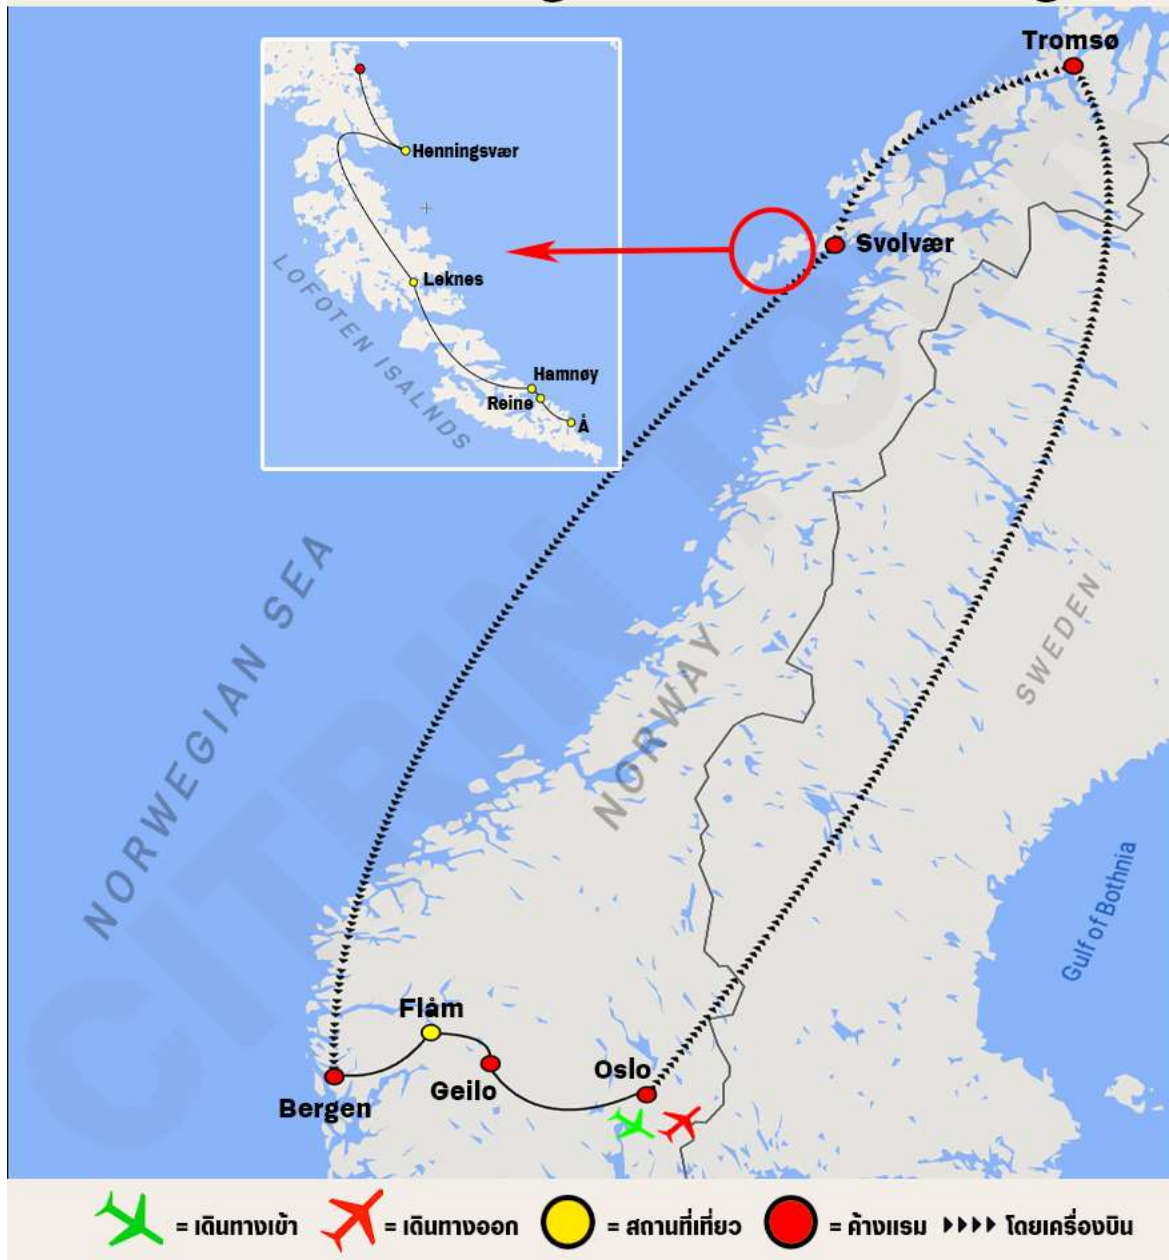 Tromsø
Henningsvær
Svolvær
Leknes
LOFOTEN ISALNDS
Hamnøy
Reine
Å
NORWEGIAN SEA
NORWAY
SWEDEN
Gulf of Bothnia
Flåm
Oslo
Geilo
Bergen
= เดินทางเข้า = เดินทางออก = สถานที่เที่ยว = ค้างแรม โดยเครื่องบิน